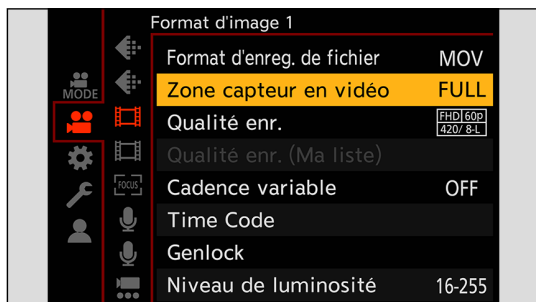 Format d'image 1
MODE
Format d'enreg. de fichier MOV
Zone capteur en vidéo FULL
Qualité enr. FHD 60p
420/ 8-L
Qualité enr. (Ma liste)
FOCUS
Cadence variable OFF
Time Code
Genlock
Niveau de luminosité 16-255